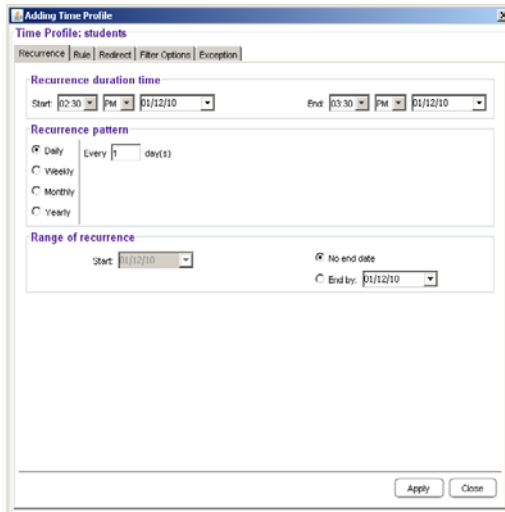 Adding Time Profile
Time Profile: students
Recurrence Rule Redirect Filter Options Exception
Recurrence duration time
Start: 02:30 PM 01/12/10 End: 03:30 PM 01/12/10
Recurrence pattern
Daily Every 1 day(s)
Weekly
Monthly
Yearly
Range of recurrence
Start: 01/12/10 No end date
End by: 01/12/10
Apply Close